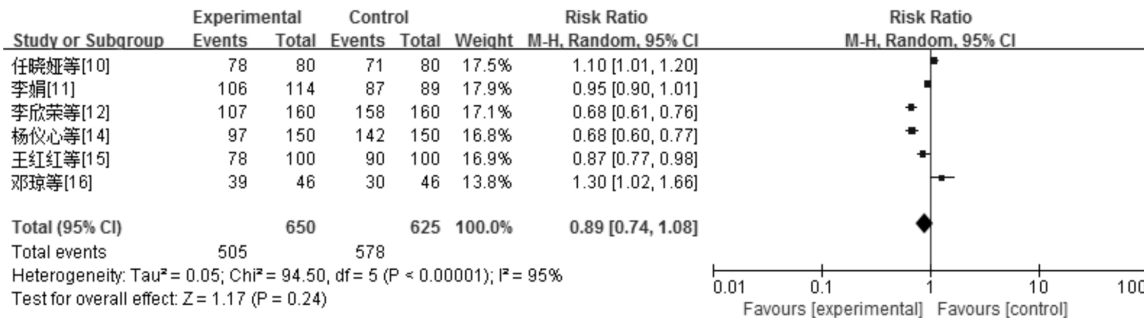 Experimental Control Risk Ratio Risk Ratio
Study or Subgroup Events Total Events Total Weight M-H, Random, 95% CI M-H, Random, 95% CI
任晓娅等[10] 78 80 71 80 17.5% 1.10 [1.01, 1.20]
李娟[11] 106 114 87 89 17.9% 0.95 [0.90, 1.01]
李欣荣等[12] 107 160 158 160 17.1% 0.68 [0.61, 0.76]
杨仪心等[14] 97 150 142 150 16.8% 0.68 [0.60, 0.77]
王红红等[15] 78 100 90 100 16.9% 0.87 [0.77, 0.98]
邓琼等[16] 39 46 30 46 13.8% 1.30 [1.02, 1.66]
Total (95% CI) 650 625 100.0% 0.89 [0.74, 1.08]
Total events 505 578
Heterogeneity: Tau² = 0.05; Chi² = 94.50, df = 5 (P < 0.00001); I² = 95%
Test for overall effect: Z = 1.17 (P = 0.24)
0.01 0.1 1 10 100
Favours [experimental] Favours [control]